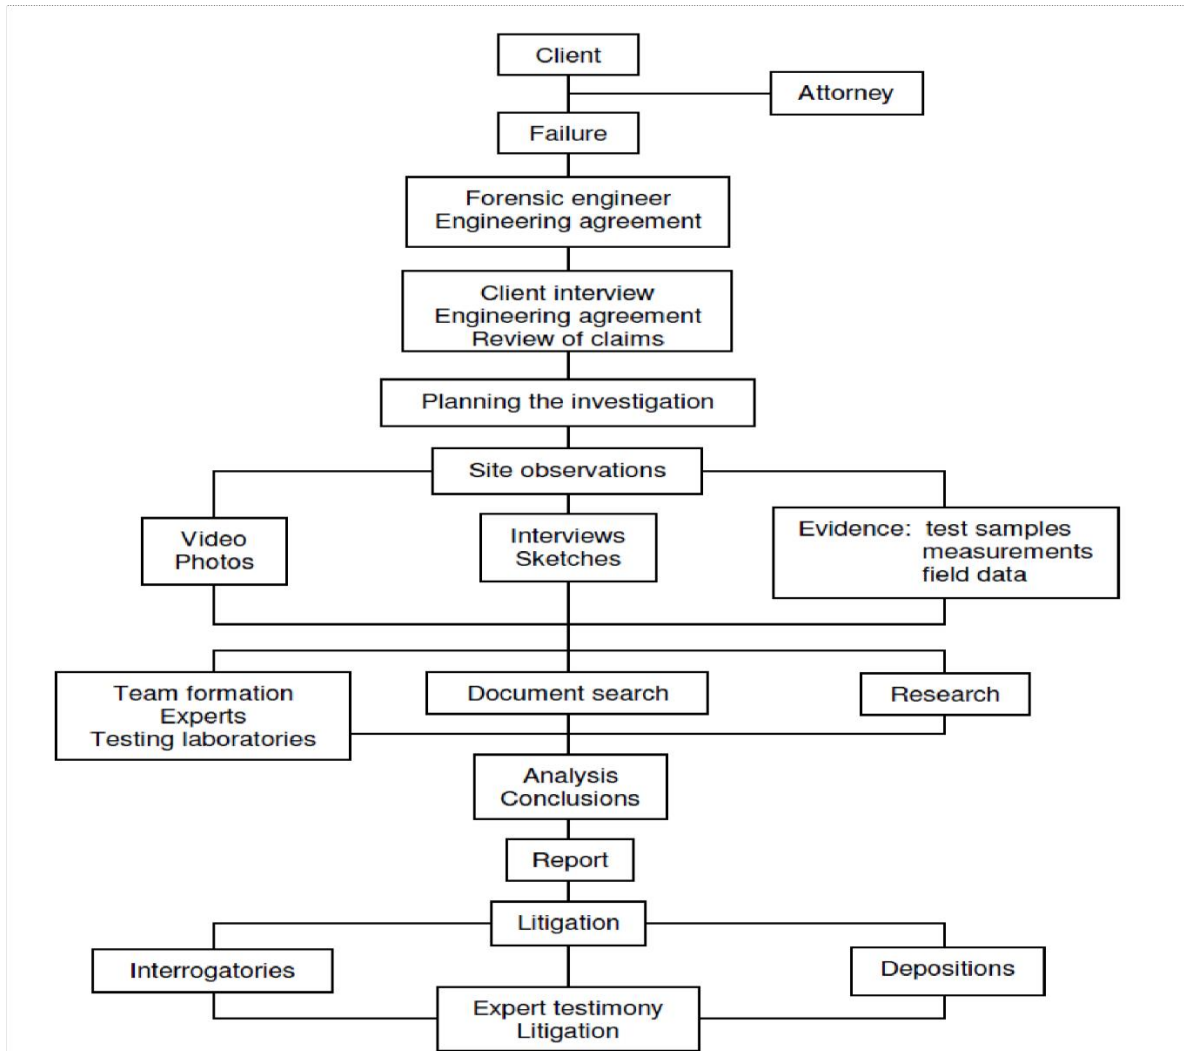 Client
Attorney
Failure
Forensic engineer
Engineering agreement
Client interview
Engineering agreement
Review of claims
Planning the investigation
Site observations
Video
Photos
Interviews
Sketches
Evidence: test samples
measurements
field data
Team formation
Experts
Testing laboratories
Document search
Research
Analysis
Conclusions
Report
Litigation
Interrogatories
Depositions
Expert testimony
Litigation